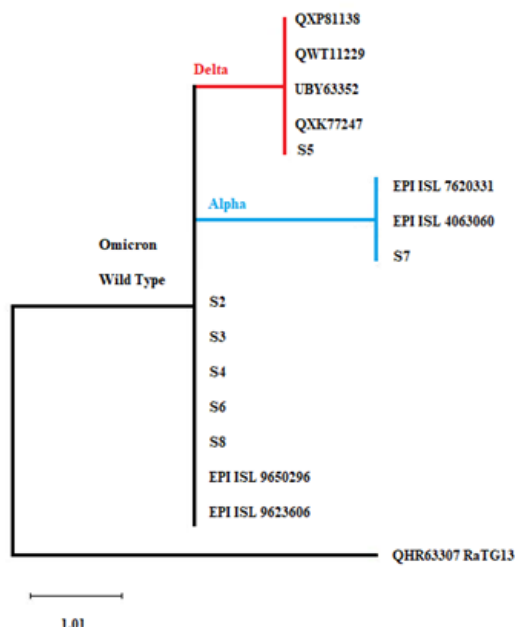 QXP81138
QWT11229
Delta
UBY63352
QXK77247
S5
EPI ISL 7620331
Alpha
EPI ISL 4063060
Omicron
S7
Wild Type
S2
S3
S4
S6
S8
EPI ISL 9650296
EPI ISL 9623606
QHR63307 RaTG13
1.01